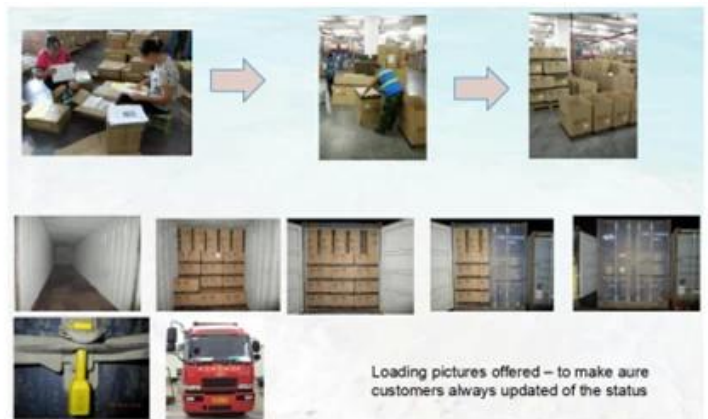 Loading pictures offered – to make aure
customers always updated of the status